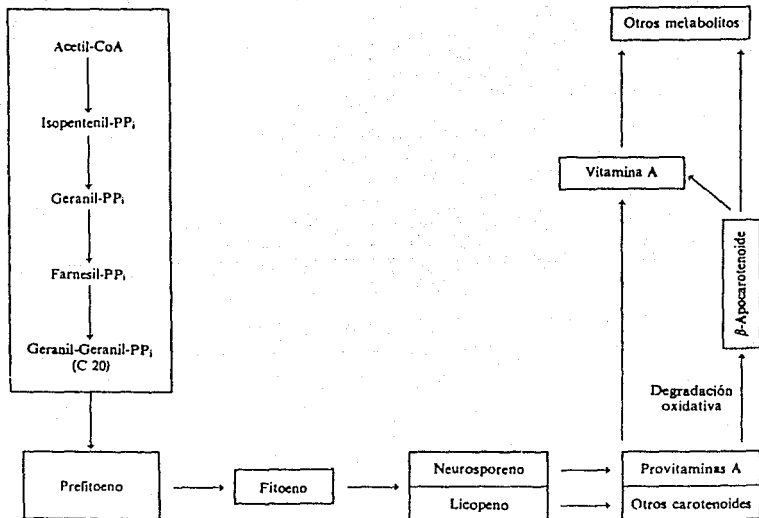 Acetil-CoA
Isopentenil-PPi
Geranil-PPi
Farnesil-PPi
Geranil-Geranil-PPi
(C 20)
Prefitoeno
Fitoeno
Neurosporeno
Licopeno
Provitaminas A
Otros carotenoides
Degradación
oxidativa
β-Apocarotenoide
Vitamina A
Otros metabolitos